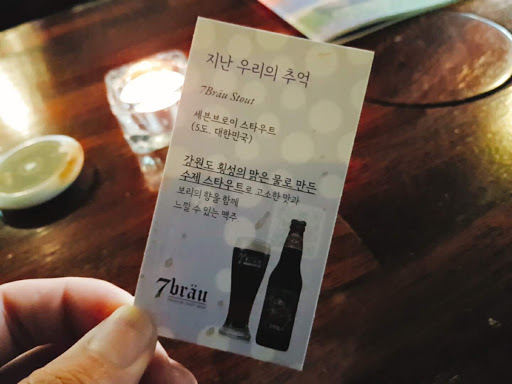 지난 우리의 추억
7Bräu Stout
세븐브로이 스타우트
(5도. 대한민국)
강원도 횡성의 맑은 물로 만든
수제 스타우트로 고소한 맛과
보리의 향을 함께
느낄 수 있는 맥주
7bräu